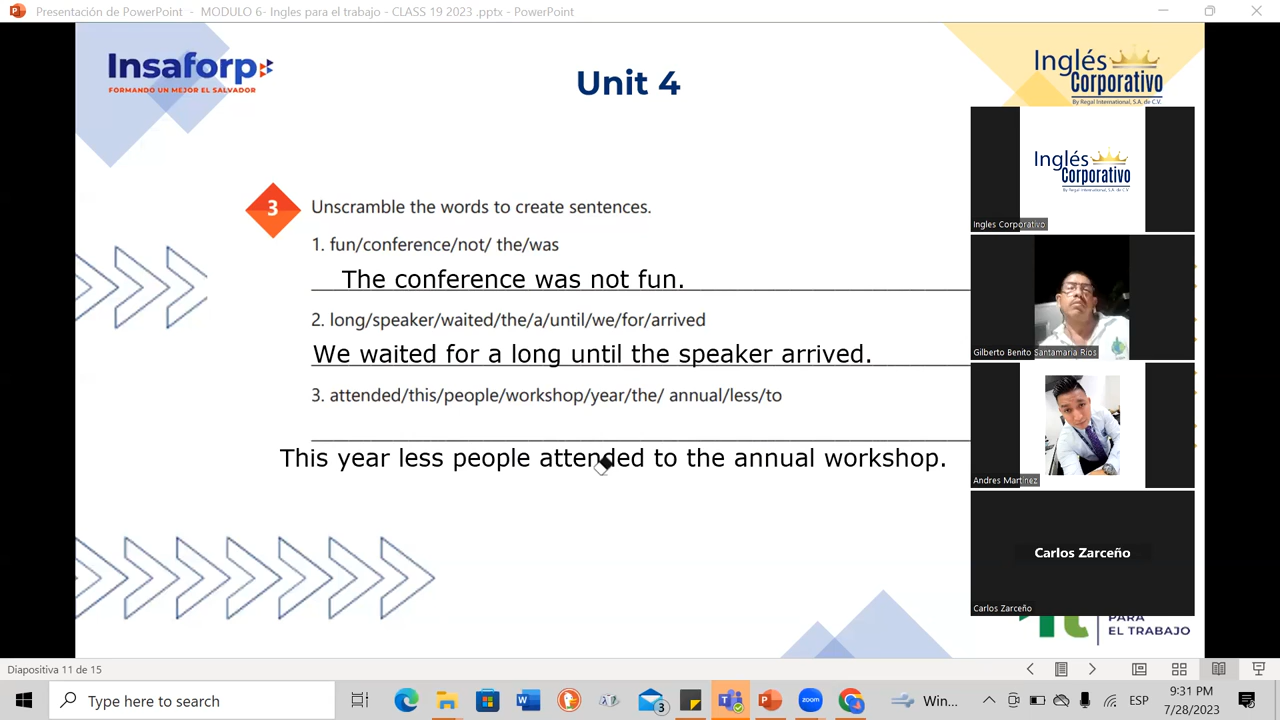 Presentación de PowerPoint - MODULO 6- Ingles para el trabajo - CLASS 19 2023 .pptx - PowerPoint
Insaforp
FORMANDO UN MEJOR EL SALVADOR
Unit 4
Inglés
Corporativo
By Regal International, S.A. de C.V.
3 Unscramble the words to create sentences.
1. fun/conference/not/ the/was
The conference was not fun.
2. long/speaker/waited/the/a/until/we/for/arrived
We waited for a long until the speaker arrived.
3. attended/this/people/workshop/year/the/ annual/less/to
This year less people attended to the annual workshop.
Inglés
Corporativo
By Regal International, S.A. de C.V.
Ingles Corporativo
Gilberto Benito Santamaria Rios
Andres Martinez
Carlos Zarceño
Carlos Zarceño
PARA
EL TRABAJO
Diapositiva 11 de 15
Type here to search
3
Win...
ESP
9:31 PM
7/28/2023